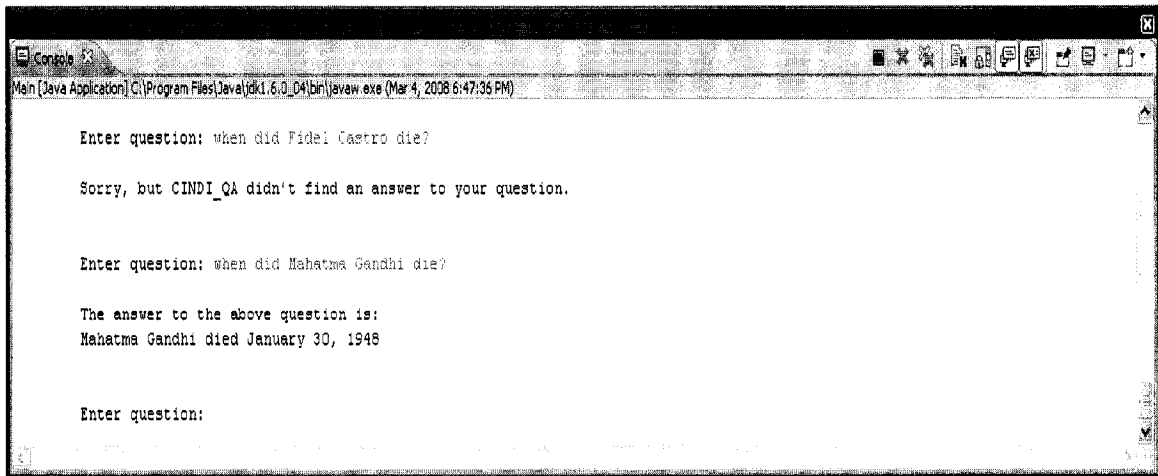 Console
Main [Java Application] C:\Program Files\Java\jdk1.6.0_04\bin\javaw.exe (Mar 4, 2008 6:47:36 PM)
Enter question: when did Fidel Castro die?
Sorry, but CINDI_QA didn't find an answer to your question.
Enter question: when did Mahatma Gandhi die?
The answer to the above question is:
Mahatma Gandhi died January 30, 1948
Enter question: